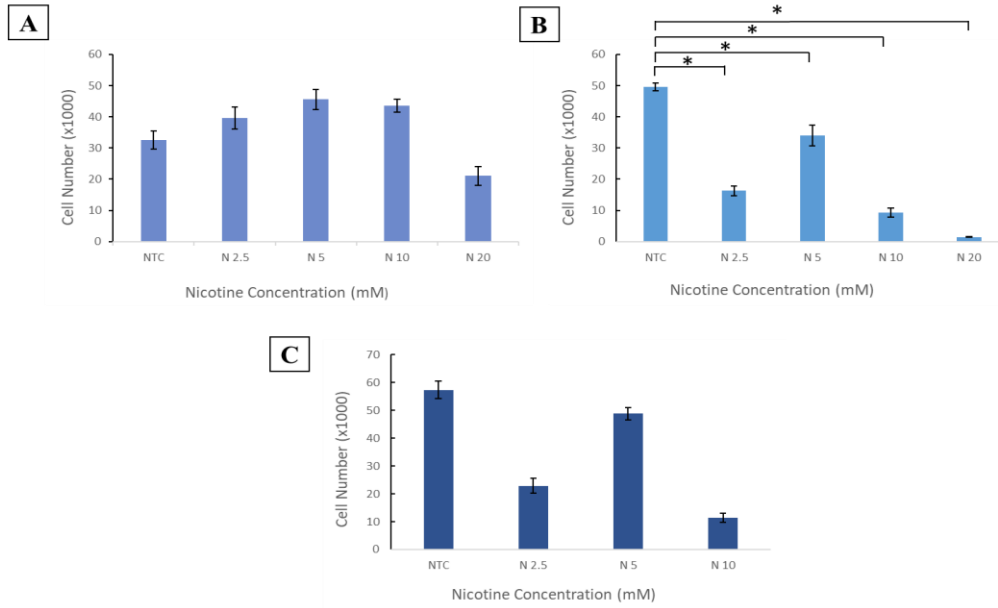 A
60
50
40
30
20
10
0
Cell Number (x1000)
NTC N 2.5 N 5 N 10 N 20
Nicotine Concentration (mM)
B
*
*
*
*
60
50
40
30
20
10
0
Cell Number (x1000)
NTC N 2.5 N 5 N 10 N 20
Nicotine Concentration (mM)
C
70
60
50
40
30
20
10
0
Cell Number (x1000)
NTC N 2.5 N 5 N 10
Nicotine Concentration (mM)